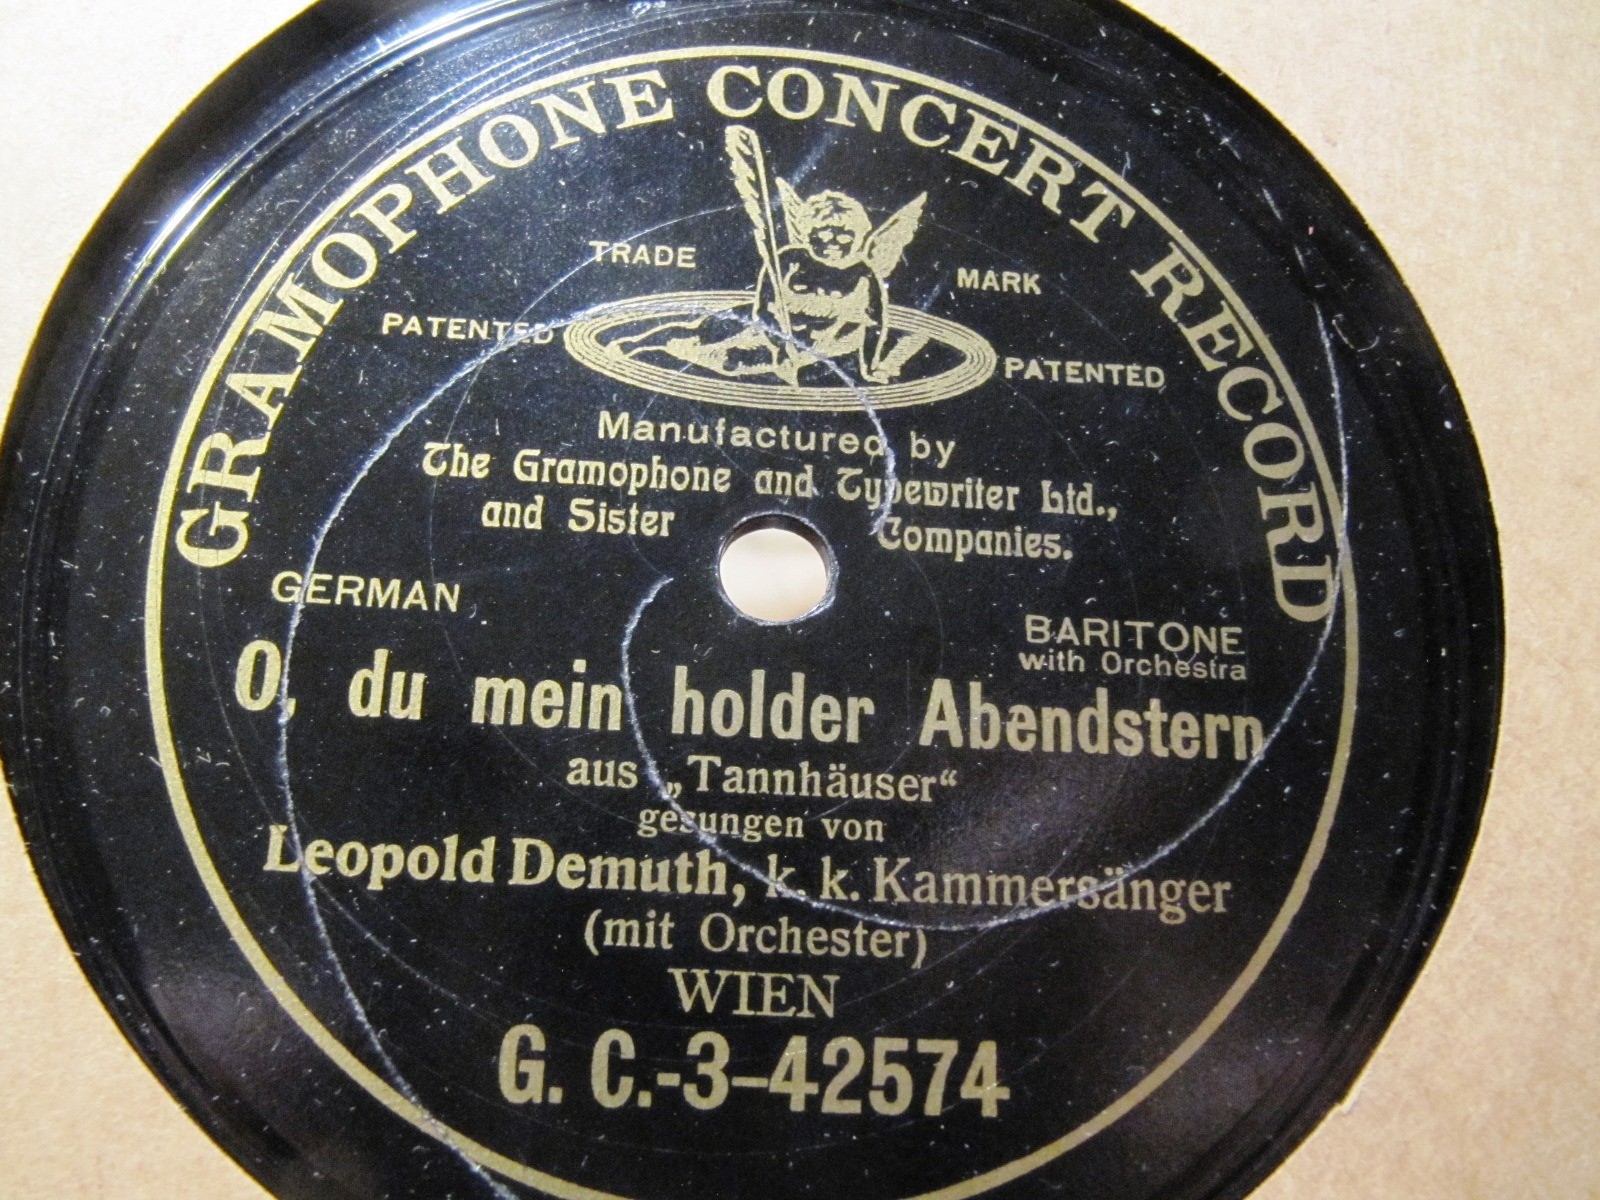 GRAMOPHONE CONCERT RECORD
TRADE MARK
PATENTED PATENTED
Manufactured by
The Gramophone and Typewriter Ltd.,
and Sister Companies.
GERMAN
BARITONE
with Orchestra
O, du mein holder Abendstern
aus „Tannhäuser“
gesungen von
Leopold Demuth, k. k. Kammersänger
(mit Orchester)
WIEN
G. C.-3-42574